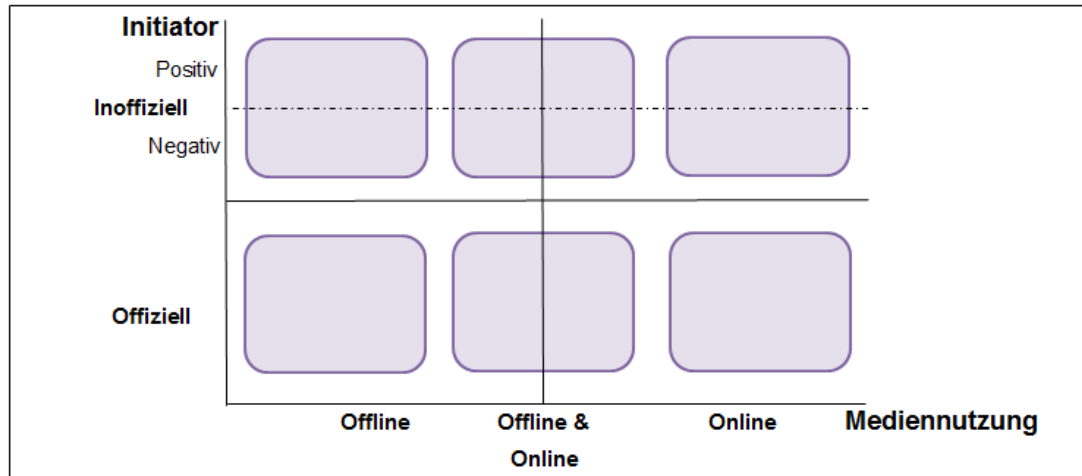 Initiator
Positiv
Inoffiziell
Negativ
Offiziell
Offline
Offline &
Online
Online
Mediennutzung